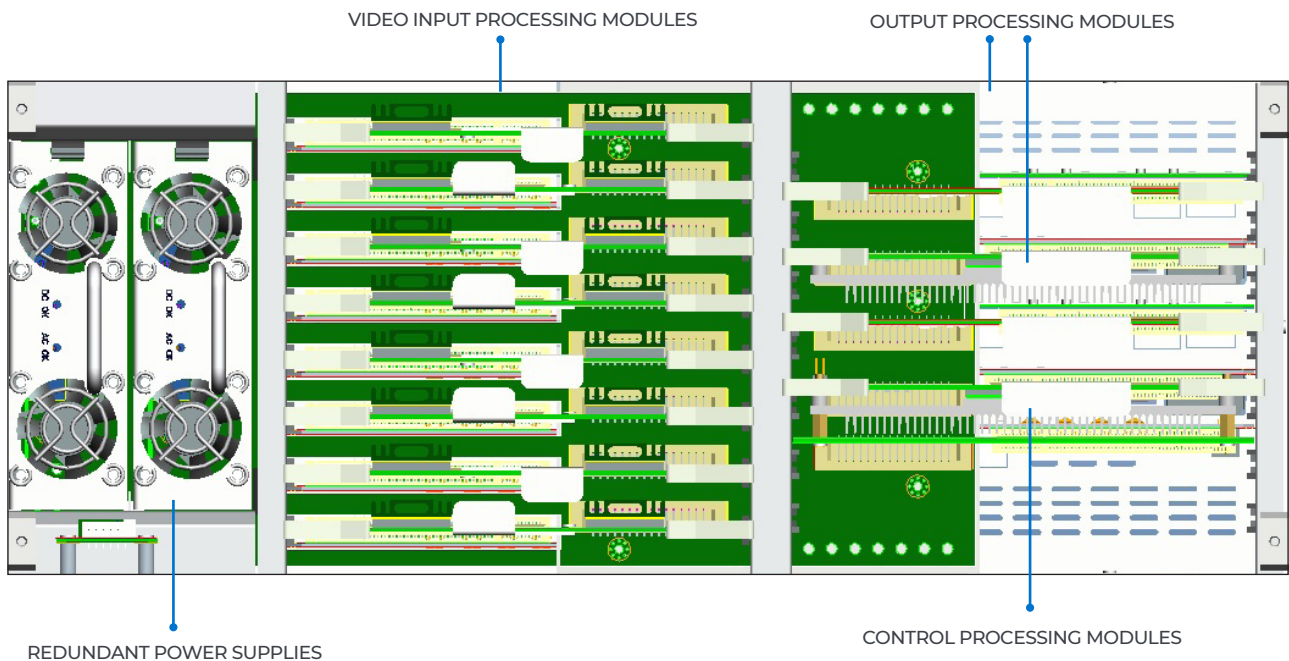 VIDEO INPUT PROCESSING MODULES
OUTPUT PROCESSING MODULES
DC OK
DC OK
AC OK
AC OK
REDUNDANT POWER SUPPLIES
CONTROL PROCESSING MODULES